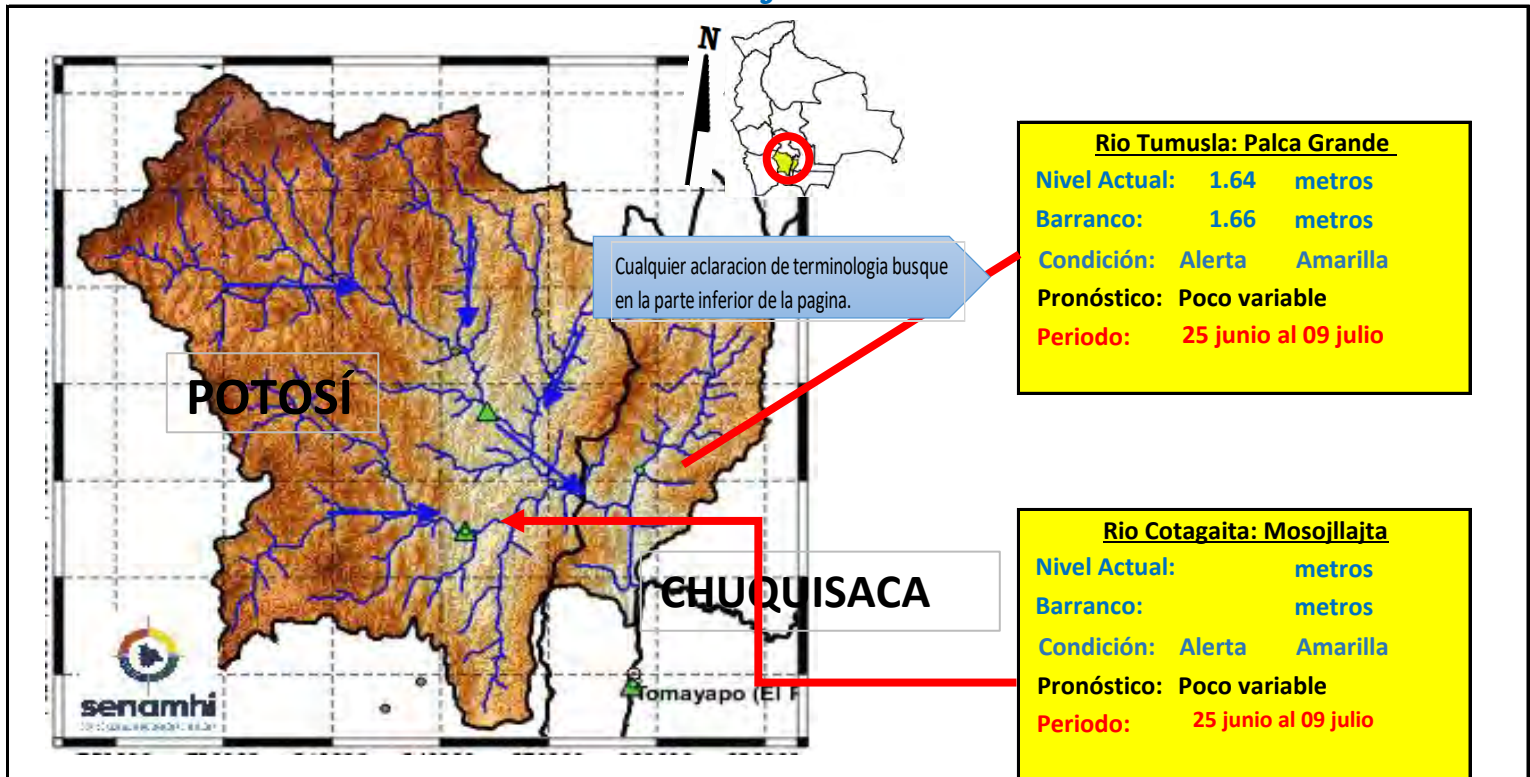 N
Cualquier aclaracion de terminologia busque
en la parte inferior de la pagina.
POTOSÍ
CHUQUISACA
Tomayapo (El
senamhi
Rio Tumusla: Palca Grande
Nivel Actual: 1.64 metros
Barranco: 1.66 metros
Condición: Alerta Amarilla
Pronóstico: Poco variable
Periodo: 25 junio al 09 julio
Rio Cotagaita: Mosojllajta
Nivel Actual: metros
Barranco: metros
Condición: Alerta Amarilla
Pronóstico: Poco variable
Periodo: 25 junio al 09 julio